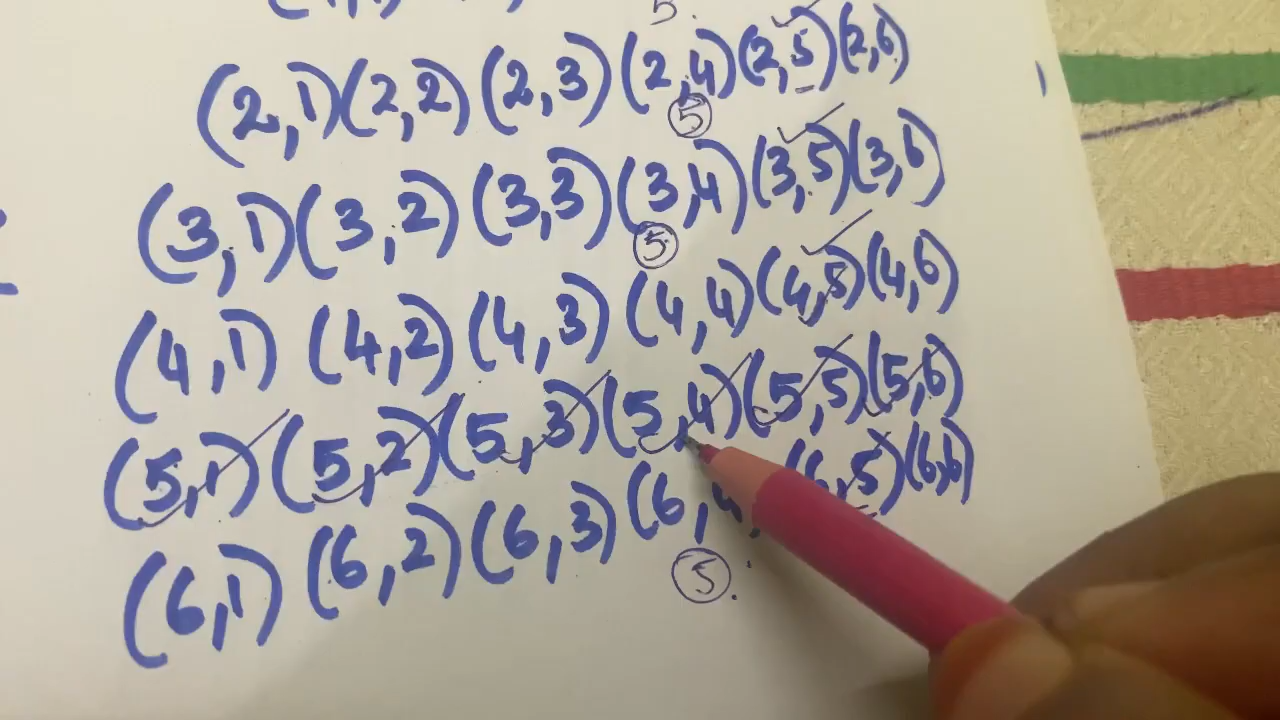 5.
(2,1) (2,2) (2,3) (2,4) (2,5) (2,6)
5
(3,1) (3,2) (3,3) (3,4) (3,5) (3,6)
5
(4,1) (4,2) (4,3) (4,4) (4,5) (4,6)
(5,1) (5,2) (5,3) (5,4) (5,5) (5,6)
(6,1) (6,2) (6,3) (6,4 6,5) (6,6)
5.